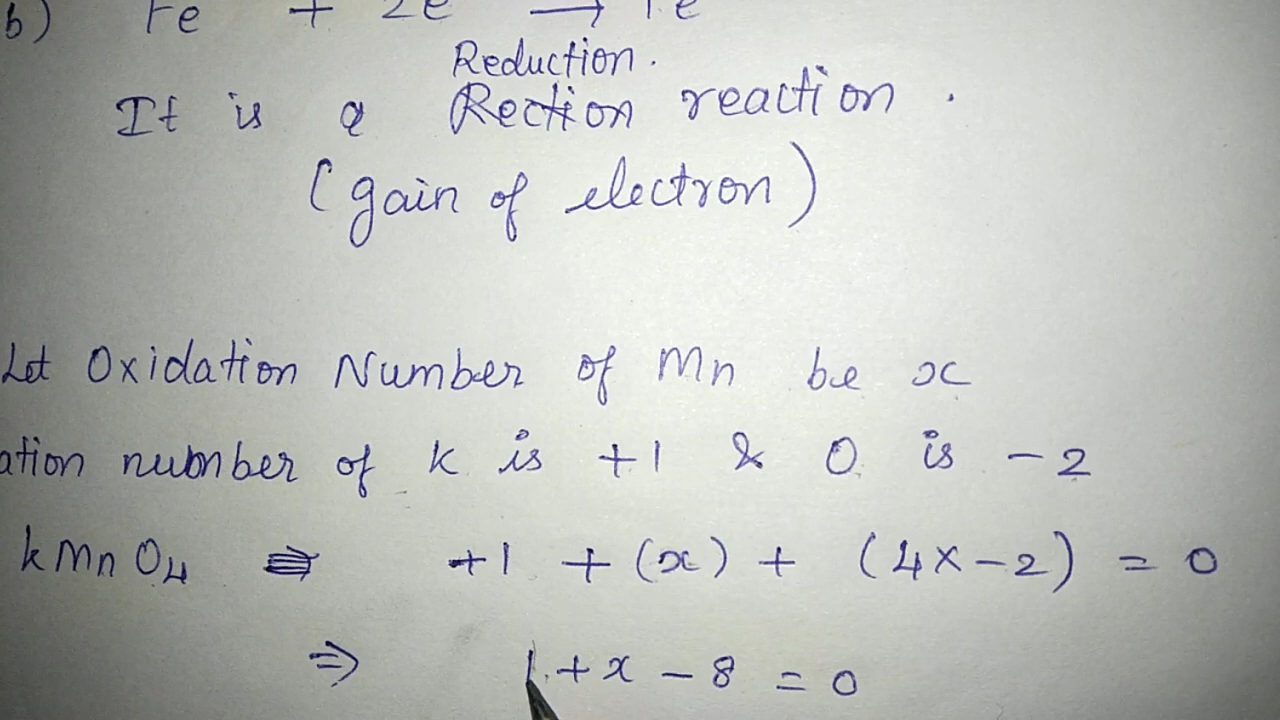 b) Fe + 2e → Fe
Reduction.
It is a Rection reaction.
(gain of electron)
Let Oxidation Number of Mn be x
ation number of k is +1 & O is -2
kMnO₄ ⇒ +1 + (x) + (4x-2) = 0
⇒ 1 + x - 8 = 0